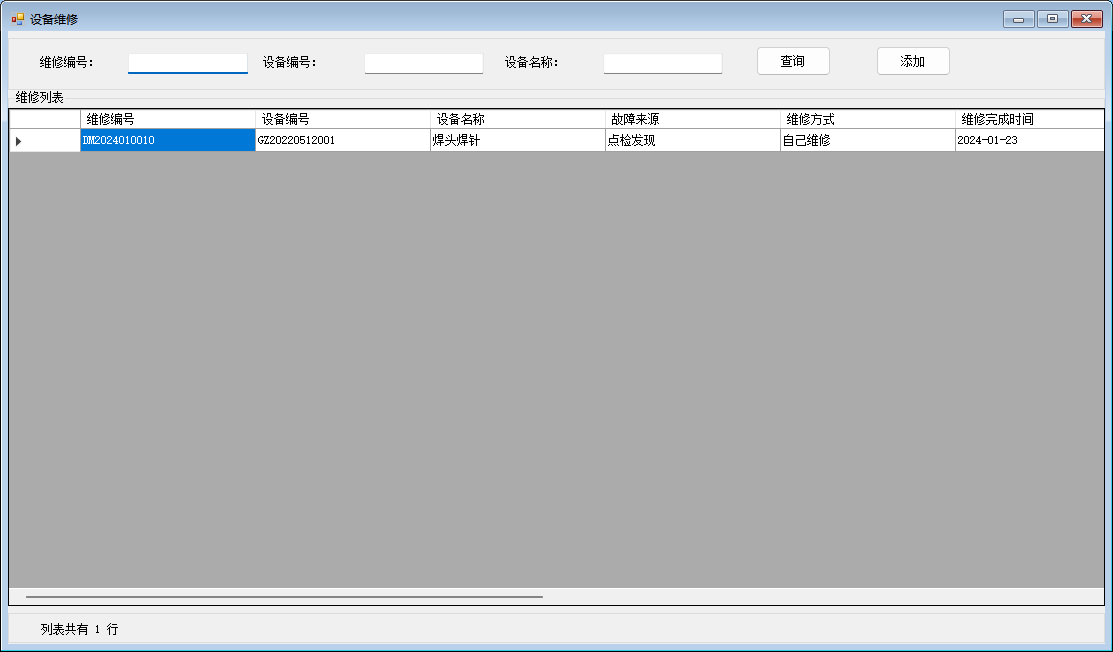 设备维修
维修编号: 设备编号: 设备名称: 查询 添加
维修列表
维修编号 设备编号 设备名称 故障来源 维修方式 维修完成时间
DM2024010010 GZ20220512001 焊头焊针 点检发现 自己维修 2024-01-23
列表共有 1 行